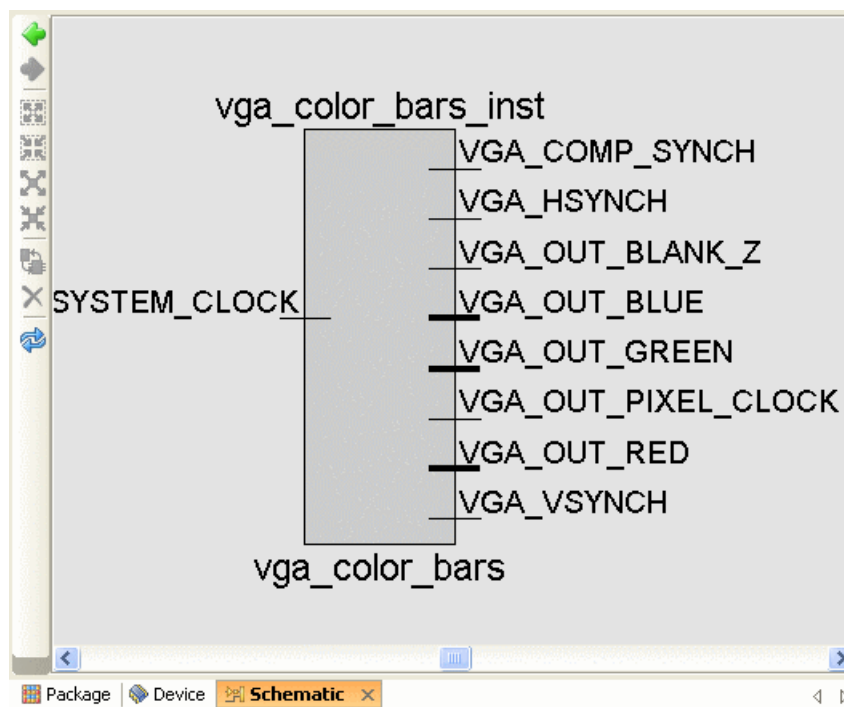 vga_color_bars_inst
VGA_COMP_SYNCH
VGA_HSYNCH
VGA_OUT_BLANK_Z
SYSTEM_CLOCK VGA_OUT_BLUE
VGA_OUT_GREEN
VGA_OUT_PIXEL_CLOCK
VGA_OUT_RED
VGA_VSYNCH
vga_color_bars
Package Device Schematic